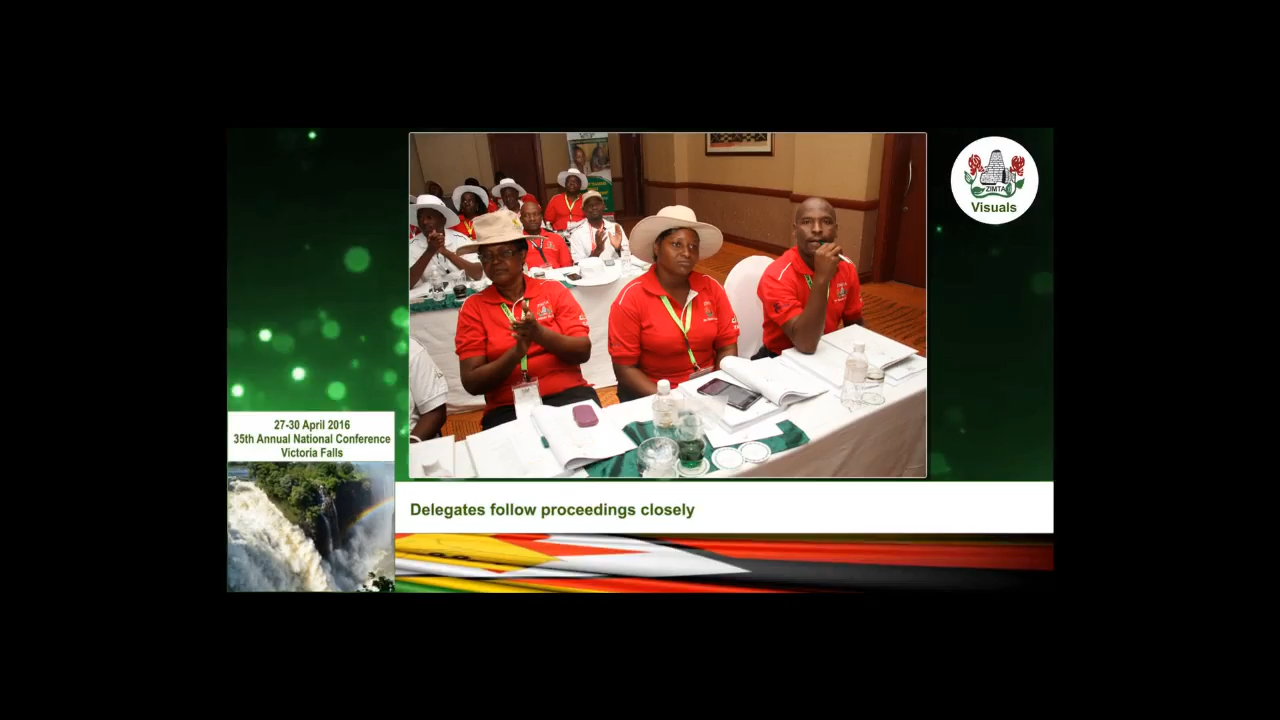 ZIMTA
Visuals
27-30 April 2016
35th Annual National Conference
Victoria Falls
Delegates follow proceedings closely